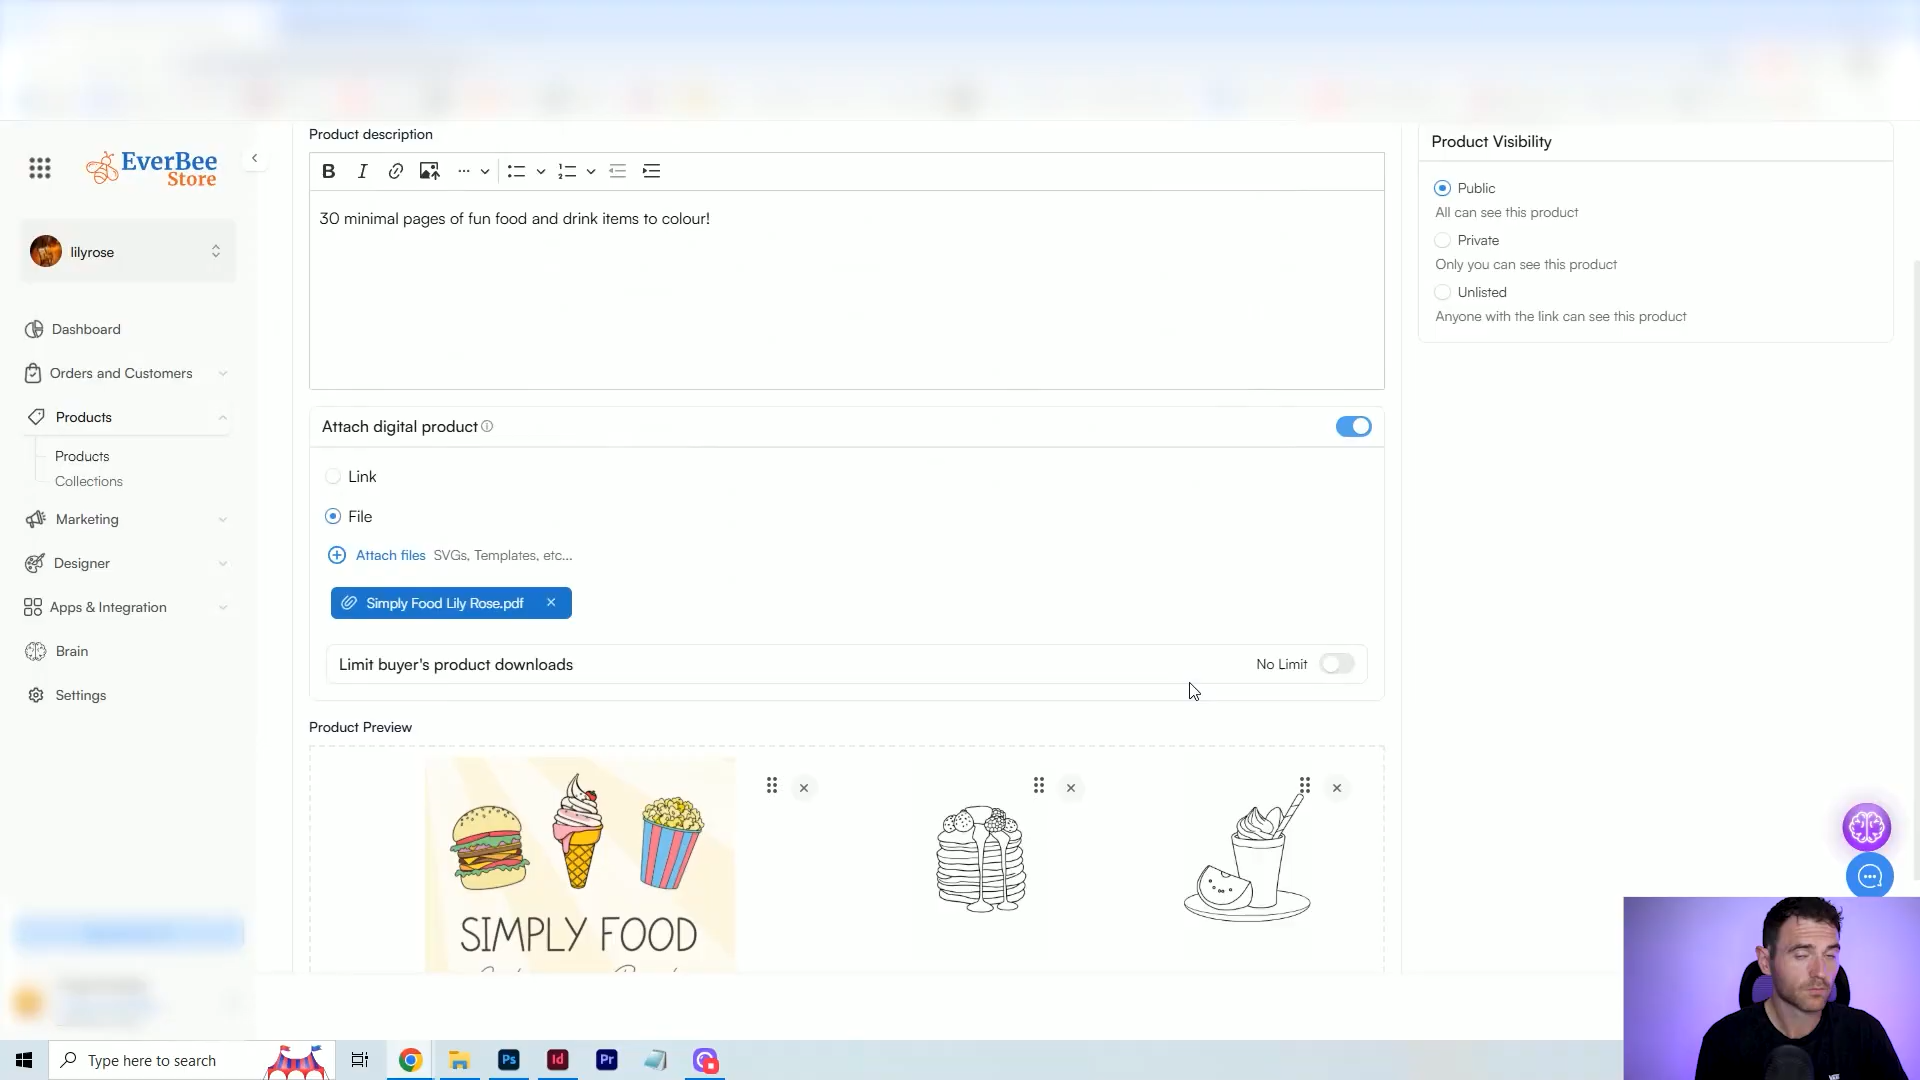 EverBee
Store
lilyrose
Dashboard
Orders and Customers
Products
Products
Collections
Marketing
Designer
Apps & Integration
Brain
Settings
Product description
B I
30 minimal pages of fun food and drink items to colour!
Attach digital product
Link
File
Attach files SVGs, Templates, etc...
Simply Food Lily Rose.pdf
Limit buyer's product downloads No Limit
Product Preview
SIMPLY FOOD
Product Visibility
Public
All can see this product
Private
Only you can see this product
Unlisted
Anyone with the link can see this product
Type here to search
Ps
Id
Pr